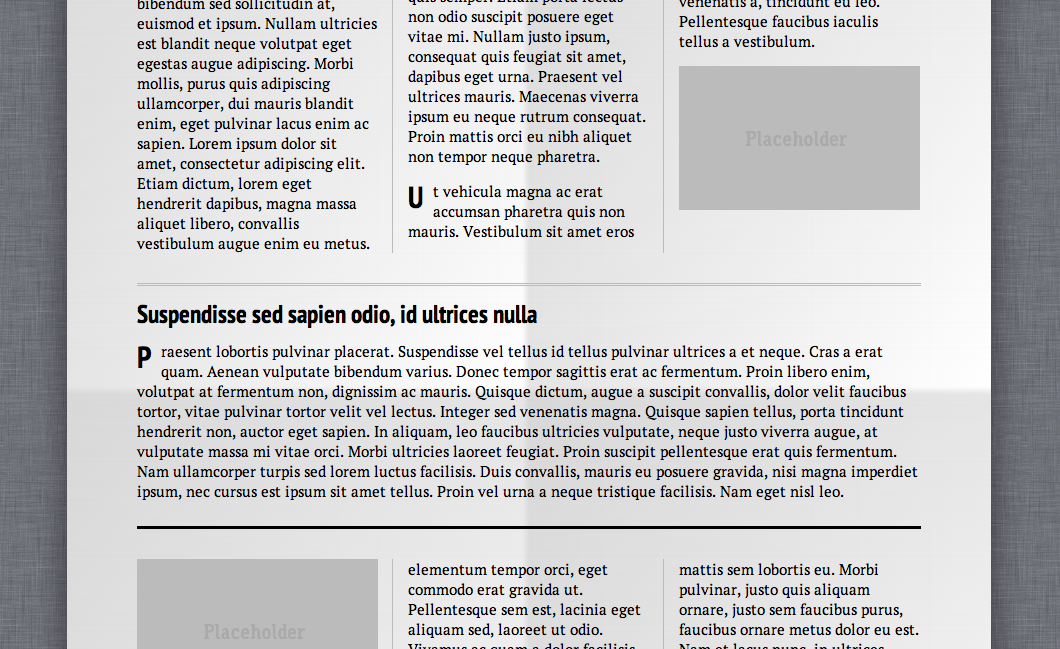 bibendum sed sollicitudin at,
euismod et ipsum. Nullam ultricies
est blandit neque volutpat eget
egestas augue adipiscing. Morbi
mollis, purus quis adipiscing
ullamcorper, dui mauris blandit
enim, eget pulvinar lacus enim ac
sapien. Lorem ipsum dolor sit
amet, consectetur adipiscing elit.
Etiam dictum, lorem eget
hendrerit dapibus, magna massa
aliquet libero, convallis
vestibulum augue enim eu metus.
non odio suscipit posuere eget
vitae mi. Nullam justo ipsum,
consequat quis feugiat sit amet,
dapibus eget urna. Praesent vel
ultrices mauris. Maecenas viverra
ipsum eu neque rutrum consequat.
Proin mattis orci eu nibh aliquet
non tempor neque pharetra.
Ut vehicula magna ac erat
accumsan pharetra quis non
mauris. Vestibulum sit amet eros
venenatis a, tincidunt eu leo.
Pellentesque faucibus iaculis
tellus a vestibulum.
Placeholder
Suspendisse sed sapien odio, id ultrices nulla
Praesent lobortis pulvinar placerat. Suspendisse vel tellus id tellus pulvinar ultrices a et neque. Cras a erat
quam. Aenean vulputate bibendum varius. Donec tempor sagittis erat ac fermentum. Proin libero enim,
volutpat at fermentum non, dignissim ac mauris. Quisque dictum, augue a suscipit convallis, dolor velit faucibus
tortor, vitae pulvinar tortor velit vel lectus. Integer sed venenatis magna. Quisque sapien tellus, porta tincidunt
hendrerit non, auctor eget sapien. In aliquam, leo faucibus ultricies vulputate, neque justo viverra augue, at
vulputate massa mi vitae orci. Morbi ultricies laoreet feugiat. Proin suscipit pellentesque erat quis fermentum.
Nam ullamcorper turpis sed lorem luctus facilisis. Duis convallis, mauris eu posuere gravida, nisi magna imperdiet
ipsum, nec cursus est ipsum sit amet tellus. Proin vel urna a neque tristique facilisis. Nam eget nisl leo.
Placeholder
elementum tempor orci, eget
commodo erat gravida ut.
Pellentesque sem est, lacinia eget
aliquam sed, laoreet ut odio.
Vivamus ac quam a dolor facilisis
mattis sem lobortis eu. Morbi
pulvinar, justo quis aliquam
ornare, justo sem faucibus purus,
faucibus ornare metus dolor eu est.
Nam et lacus nunc, in ultrices